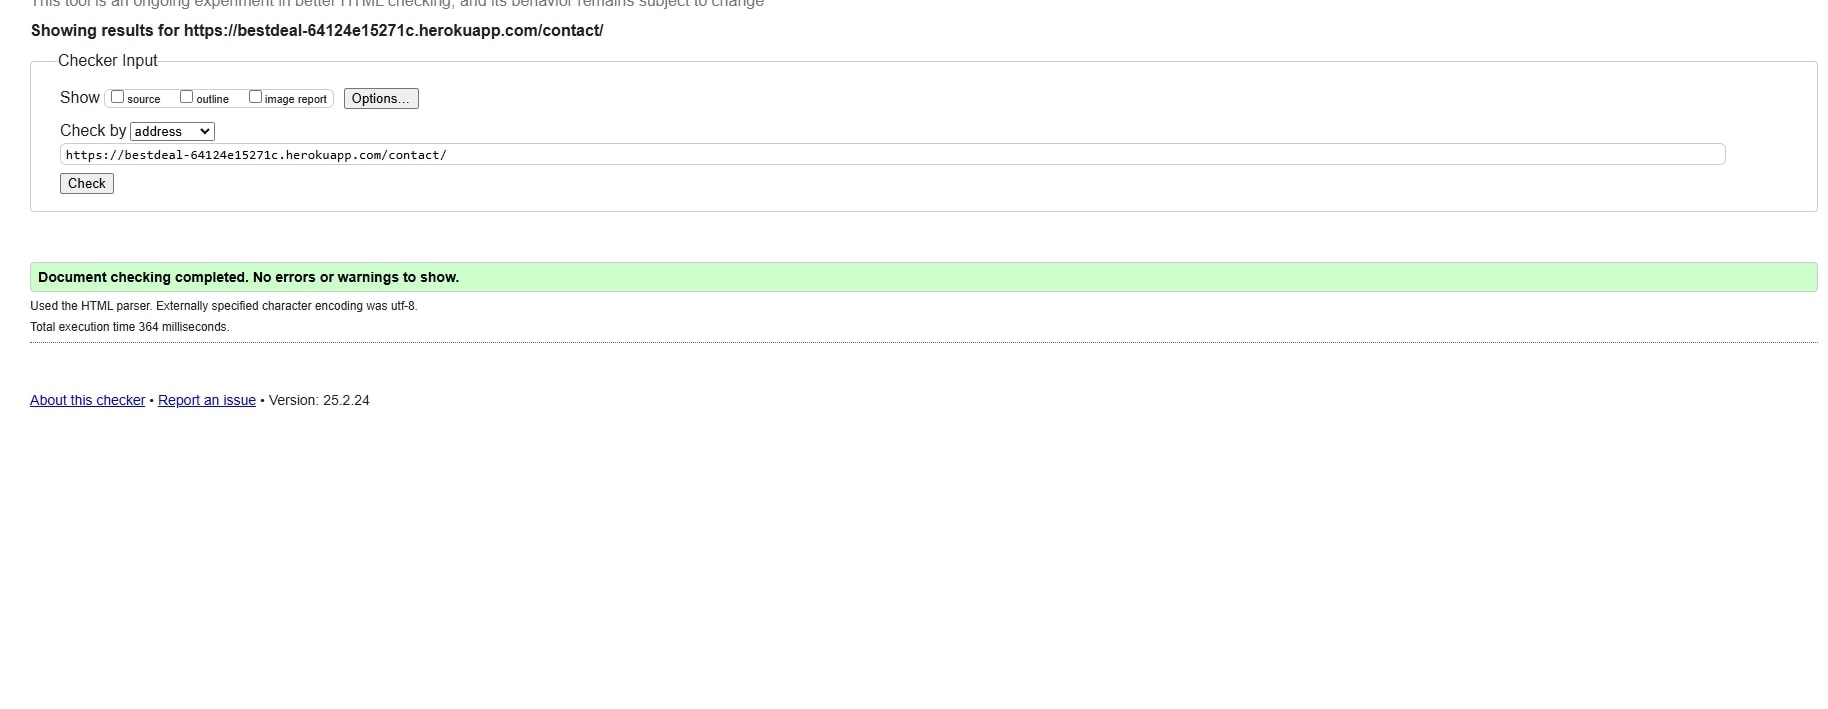 This tool is an ongoing experiment in better HTML checking, and its behavior remains subject to change
Showing results for https://bestdeal-64124e15271c.herokuapp.com/contact/
Checker Input
Show source outline image report Options...
Check by address
https://bestdeal-64124e15271c.herokuapp.com/contact/
Check
Document checking completed. No errors or warnings to show.
Used the HTML parser. Externally specified character encoding was utf-8.
Total execution time 364 milliseconds.
About this checker • Report an issue • Version: 25.2.24